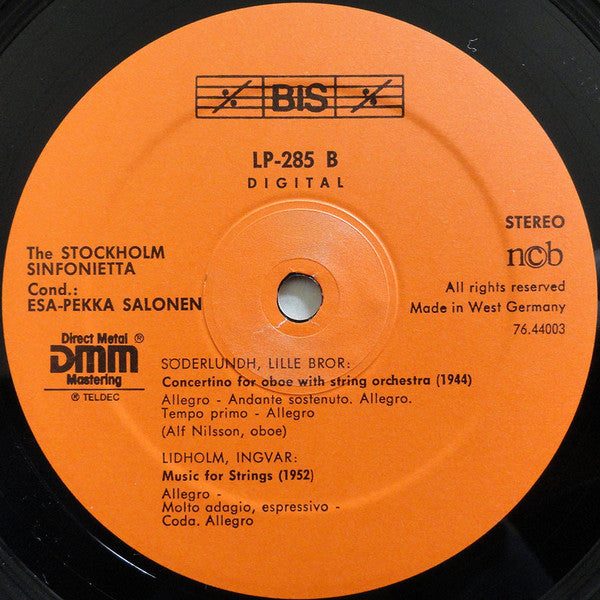 BIS
LP-285 B
DIGITAL
The STOCKHOLM
SINFONIETTA
Cond.:
ESA-PEKKA SALONEN
STEREO
n©b
All rights reserved
Made in West Germany
76.44003
Direct Metal ®
DMM
Mastering
℗ TELDEC
SÖDERLUNDH, LILLE BROR:
Concertino for oboe with string orchestra (1944)
Allegro - Andante sostenuto. Allegro.
Tempo primo - Allegro
(Alf Nilsson, oboe)
LIDHOLM, INGVAR:
Music for Strings (1952)
Allegro -
Molto adagio, espressivo -
Coda. Allegro